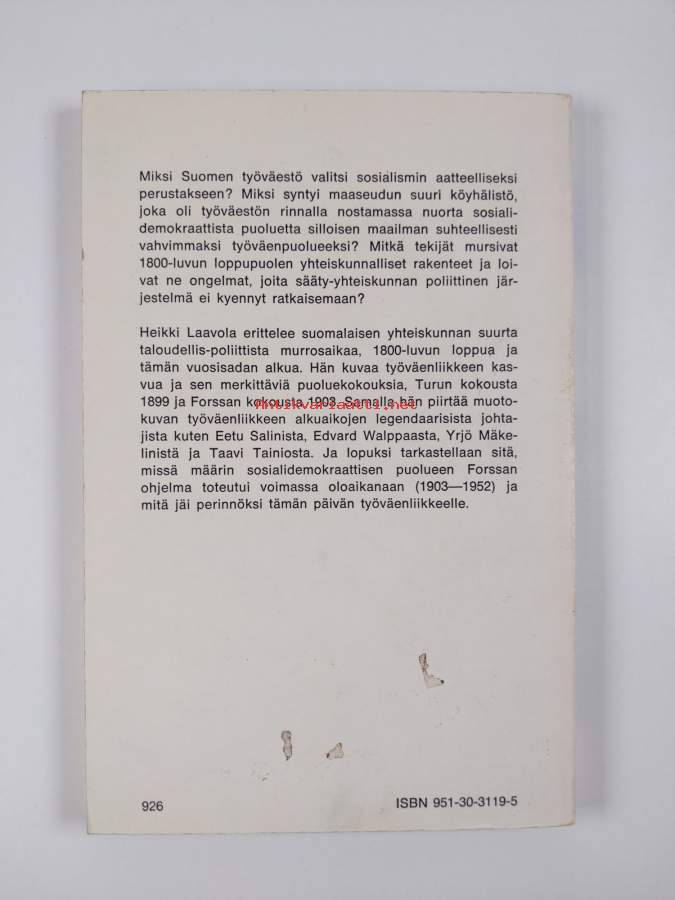 Miksi Suomen työväestö valitsi sosialismin aatteelliseksi
perustakseen? Miksi syntyi maaseudun suuri köyhälistö,
joka oli työväestön rinnalla nostamassa nuorta sosiali-
demokraattista puoluetta silloisen maailman suhteellisesti
vahvimmaksi työväenpuolueeksi? Mitkä tekijät mursivat
1800-luvun loppupuolen yhteiskunnalliset rakenteet ja loi-
vat ne ongelmat, joita sääty-yhteiskunnan poliittinen jär-
jestelmä ei kyennyt ratkaisemaan?
Heikki Laavola erittelee suomalaisen yhteiskunnan suurta
taloudellis-poliittista murrosaikaa, 1800-luvun loppua ja
tämän vuosisadan alkua. Hän kuvaa työväenliikkeen kas-
vua ja sen merkittäviä puoluekokouksia, Turun kokousta
1899 ja Forssan kokousta 1903. Samalla hän piirtää muoto-
Antikvariaatti.net
kuvan työväenliikkeen alkuaikojen legendaarisista johta-
jista kuten Eetu Salinista, Edvard Walppaasta, Yrjö Mäke-
linistä ja Taavi Tainiosta. Ja lopuksi tarkastellaan sitä,
missä määrin sosialidemokraattisen puolueen Forssan
ohjelma toteutui voimassa oloaikanaan (1903—1952) ja
mitä jäi perinnöksi tämän päivän työväenliikkeelle.
926
ISBN 951-30-3119-5